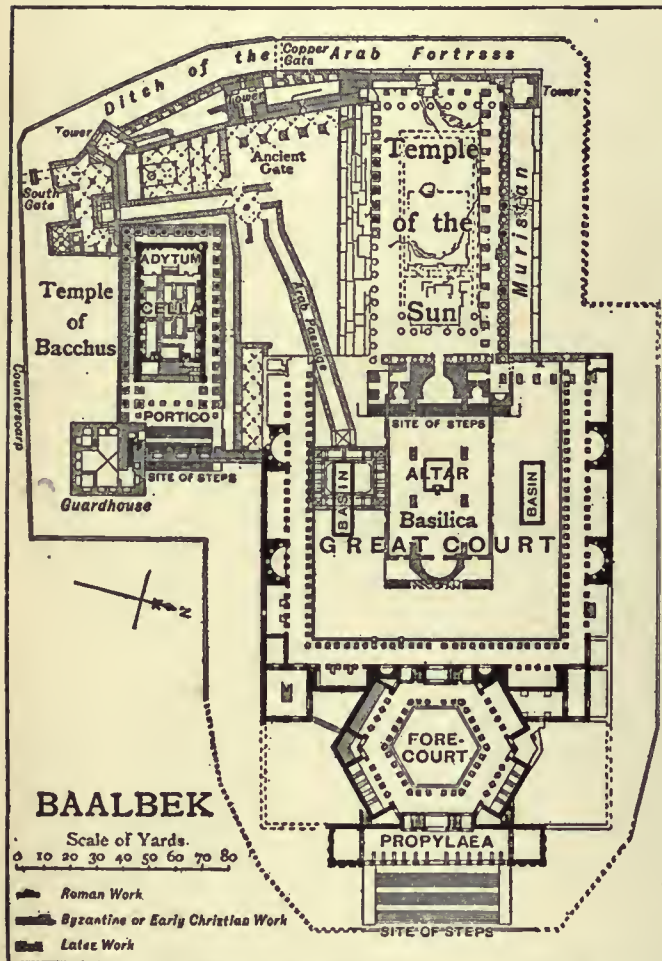 Ditch of the Arab Fortrsss
Copper
Gate
Tower
Tower
Tower
Ancient
Gate
South
Gate
Temple
of the
Sun
Muristan
Arab Passage
Temple
of
Bacchus
ADYTUM
CELLA
PORTICO
Counterscarp
SITE OF STEPS
Guardhouse
SITE OF STEPS
BASIN
ALTAR
BASIN
Basilica
GREAT COURT
N
FORE-
COURT
BAALBEK
Scale of Yards.
0 10 20 30 40 50 60 70 80
PROPYLAEA
Roman Work
Byzantine or Early Christian Work
Later Work
SITE OF STEPS